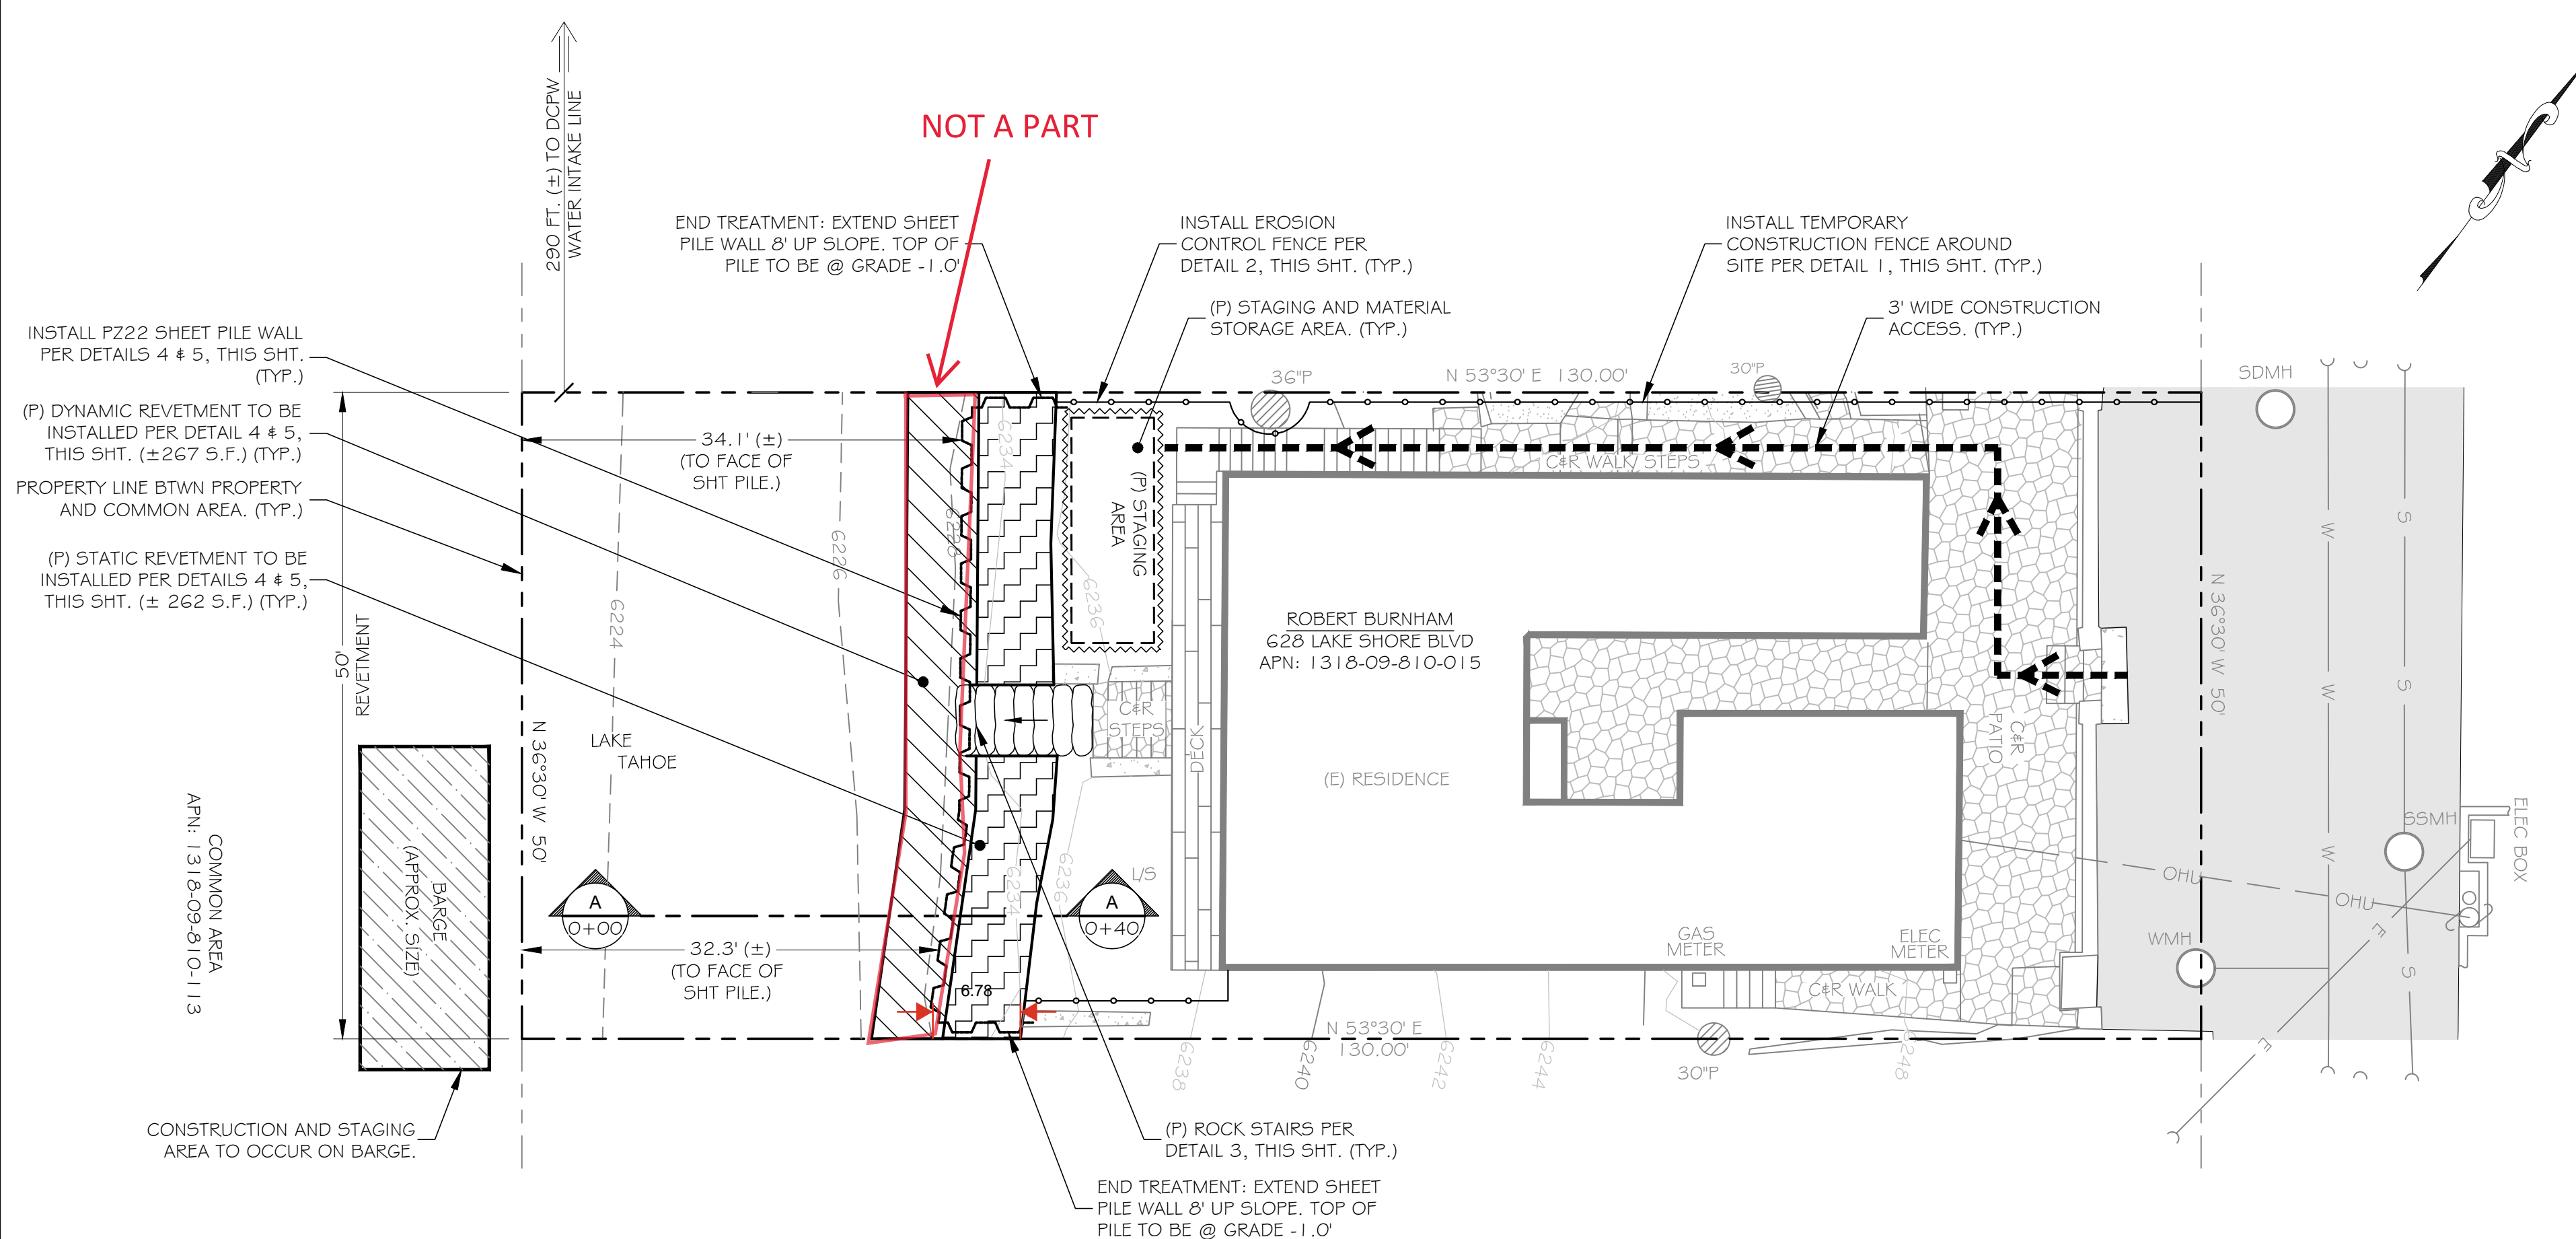 290 FT. (±) TO DCPW
WATER INTAKE LINE
NOT A PART
END TREATMENT: EXTEND SHEET
PILE WALL 8' UP SLOPE. TOP OF
PILE TO BE @ GRADE -1.0'
INSTALL EROSION
CONTROL FENCE PER
DETAIL 2, THIS SHT. (TYP.)
(P) STAGING AND MATERIAL
STORAGE AREA. (TYP.)
INSTALL TEMPORARY
CONSTRUCTION FENCE AROUND
SITE PER DETAIL 1, THIS SHT. (TYP.)
3' WIDE CONSTRUCTION
ACCESS. (TYP.)
INSTALL PZ22 SHEET PILE WALL
PER DETAILS 4 & 5, THIS SHT.
(TYP.)
(P) DYNAMIC REVETMENT TO BE
INSTALLED PER DETAIL 4 & 5,
THIS SHT. (±267 S.F.) (TYP.)
PROPERTY LINE BTWN PROPERTY
AND COMMON AREA. (TYP.)
(P) STATIC REVETMENT TO BE
INSTALLED PER DETAILS 4 & 5,
THIS SHT. (± 262 S.F.) (TYP.)
50'
REVETMENT
34.1' (±)
(TO FACE OF
SHT PILE.)
36"P
N 53°30' E 130.00'
30"P
SDMH
6224
6226
6228
6234
6236
(P) STAGING
AREA
C&R WALK/ STEPS
ROBERT BURNHAM
628 LAKE SHORE BLVD
APN: 1318-09-810-015
C&R
STEPS
DECK
(E) RESIDENCE
C&R
PATIO
N 36°30' W 50'
W
W
W
S
S
S
LAKE
TAHOE
N 36°30' W 50'
COMMON AREA
APN: 1318-09-810-113
BARGE
(APPROX. SIZE)
A
0+00
A
0+40
L/S
6234
6236
32.3' (±)
(TO FACE OF
SHT PILE.)
6.78
GAS
METER
ELEC
METER
C&R WALK
WMH
SSMH
ELEC BOX
OHU
OHU
E
E
N 53°30' E
130.00'
30"P
6238
6240
6242
6244
6248
CONSTRUCTION AND STAGING
AREA TO OCCUR ON BARGE.
(P) ROCK STAIRS PER
DETAIL 3, THIS SHT. (TYP.)
END TREATMENT: EXTEND SHEET
PILE WALL 8' UP SLOPE. TOP OF
PILE TO BE @ GRADE -1.0'